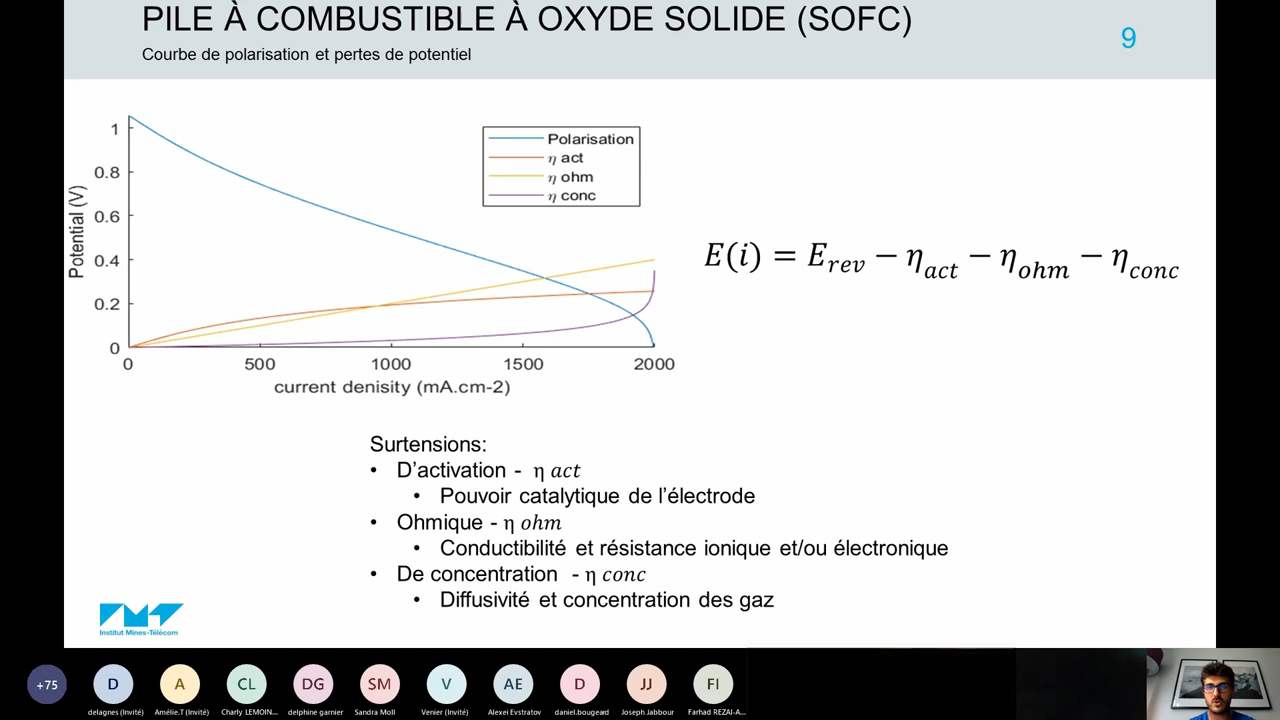 PILE À COMBUSTIBLE À OXYDE SOLIDE (SOFC)
9
Courbe de polarisation et pertes de potentiel
Polarisation
η act
η ohm
η conc
Potential (V)
1
0.8
0.6
0.4
0.2
0
0 500 1000 1500 2000
current denisity (mA.cm-2)
E(i) = E_rev − η_act − η_ohm − η_conc
Surtensions:
• D’activation - η act
• Pouvoir catalytique de l’électrode
• Ohmique - η ohm
• Conductibilité et résistance ionique et/ou électronique
• De concentration - η conc
• Diffusivité et concentration des gaz
Institut Mines-Télécom
+75 D A CL DG SM V AE D JJ FI
delagnes (Invité) Amélie.T (Invité) Charly LEMOIN... delphine garnier Sandra Moll Venier (Invité) Alexei Evstratov daniel.bougeard Joseph Jabbour Farhad REZAI-A...